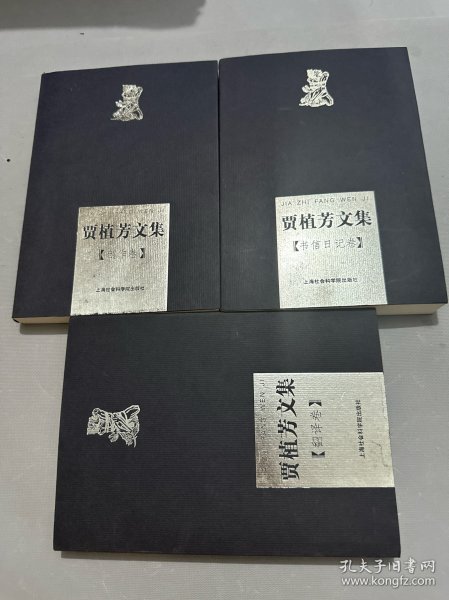 贾植芳文集
上海社会科学院出版社
JIA ZHI FANG WEN JI
贾植芳文集
【书信日记卷】
上海社会科学院出版社
WEN JI
贾植芳文集
【翻译卷】
上海社会科学院出版社
孔夫子旧书网
www.kongfz.com